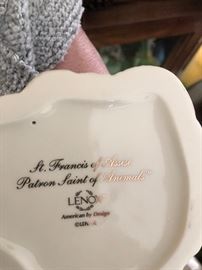 St. Francis of Assisi
Patron Saint of Animals"
LENOX
American by Design
©LENOX